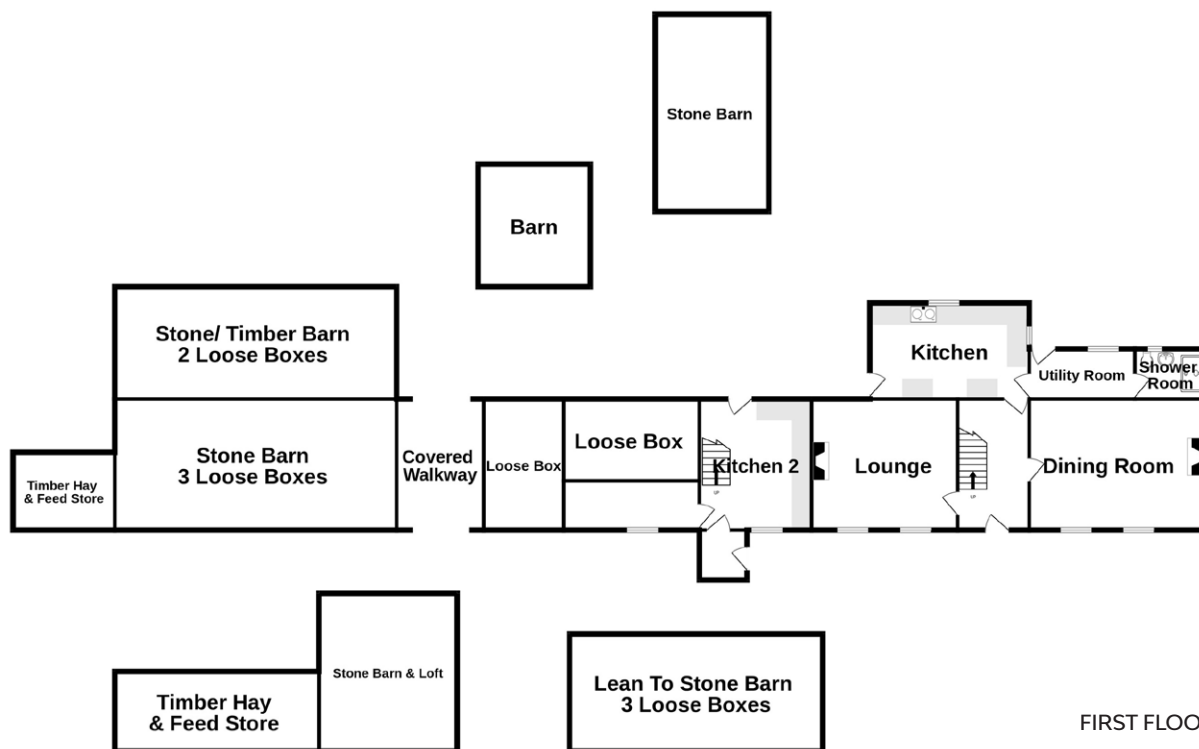 Stone Barn
Barn
Stone/ Timber Barn
2 Loose Boxes
Kitchen
Utility Room
Shower
Room
Stone Barn
3 Loose Boxes
Timber Hay
& Feed Store
Covered
Walkway
Loose Box
Loose Box
Kitchen 2
UP
Lounge
UP
Dining Room
Stone Barn & Loft
Timber Hay
& Feed Store
Lean To Stone Barn
3 Loose Boxes
FIRST FLOO